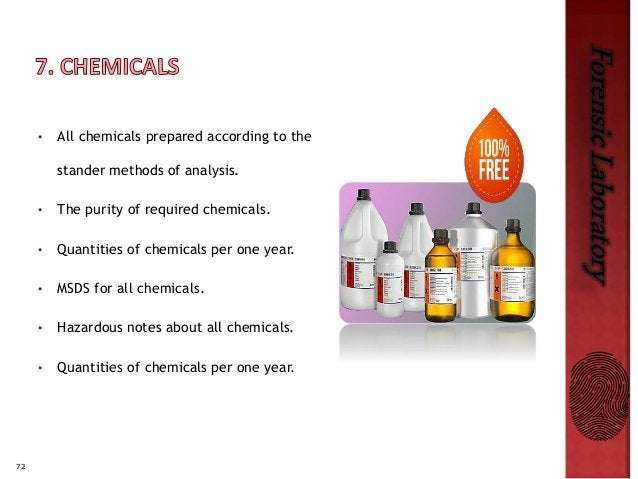 7. CHEMICALS
• All chemicals prepared according to the
stander methods of analysis.
• The purity of required chemicals.
• Quantities of chemicals per one year.
• MSDS for all chemicals.
• Hazardous notes about all chemicals.
• Quantities of chemicals per one year.
100%
FREE
Forensic Laboratory
72